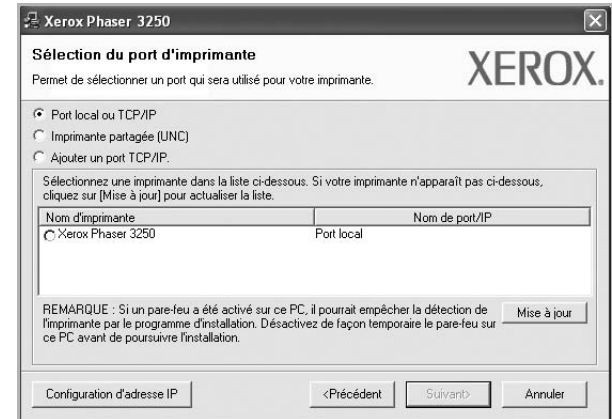 Xerox Phaser 3250
Sélection du port d'imprimante
Permet de sélectionner un port qui sera utilisé pour votre imprimante.
XEROX.
Port local ou TCP/IP
Imprimante partagée (UNC)
Ajouter un port TCP/IP.
Sélectionnez une imprimante dans la liste ci-dessous. Si votre imprimante n'apparaît pas ci-dessous,
cliquez sur [Mise à jour] pour actualiser la liste.
Nom d'imprimante Nom de port/IP
Xerox Phaser 3250 Port local
REMARQUE : Si un pare-feu a été activé sur ce PC, il pourrait empêcher la détection de
l'imprimante par le programme d'installation. Désactivez de façon temporaire le pare-feu sur
ce PC avant de poursuivre l'installation.
Mise à jour
Configuration d'adresse IP <Précédent Suivant> Annuler